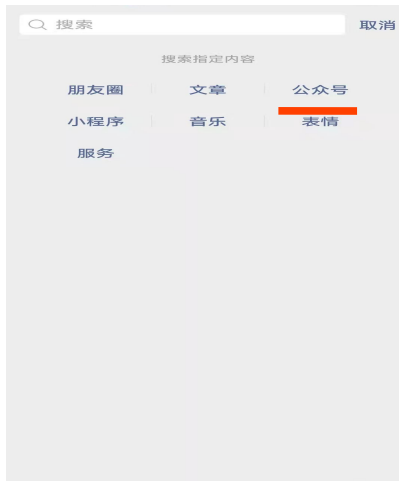 搜索 取消
搜索指定内容
朋友圈 文章 公众号
小程序 音乐 表情
服务